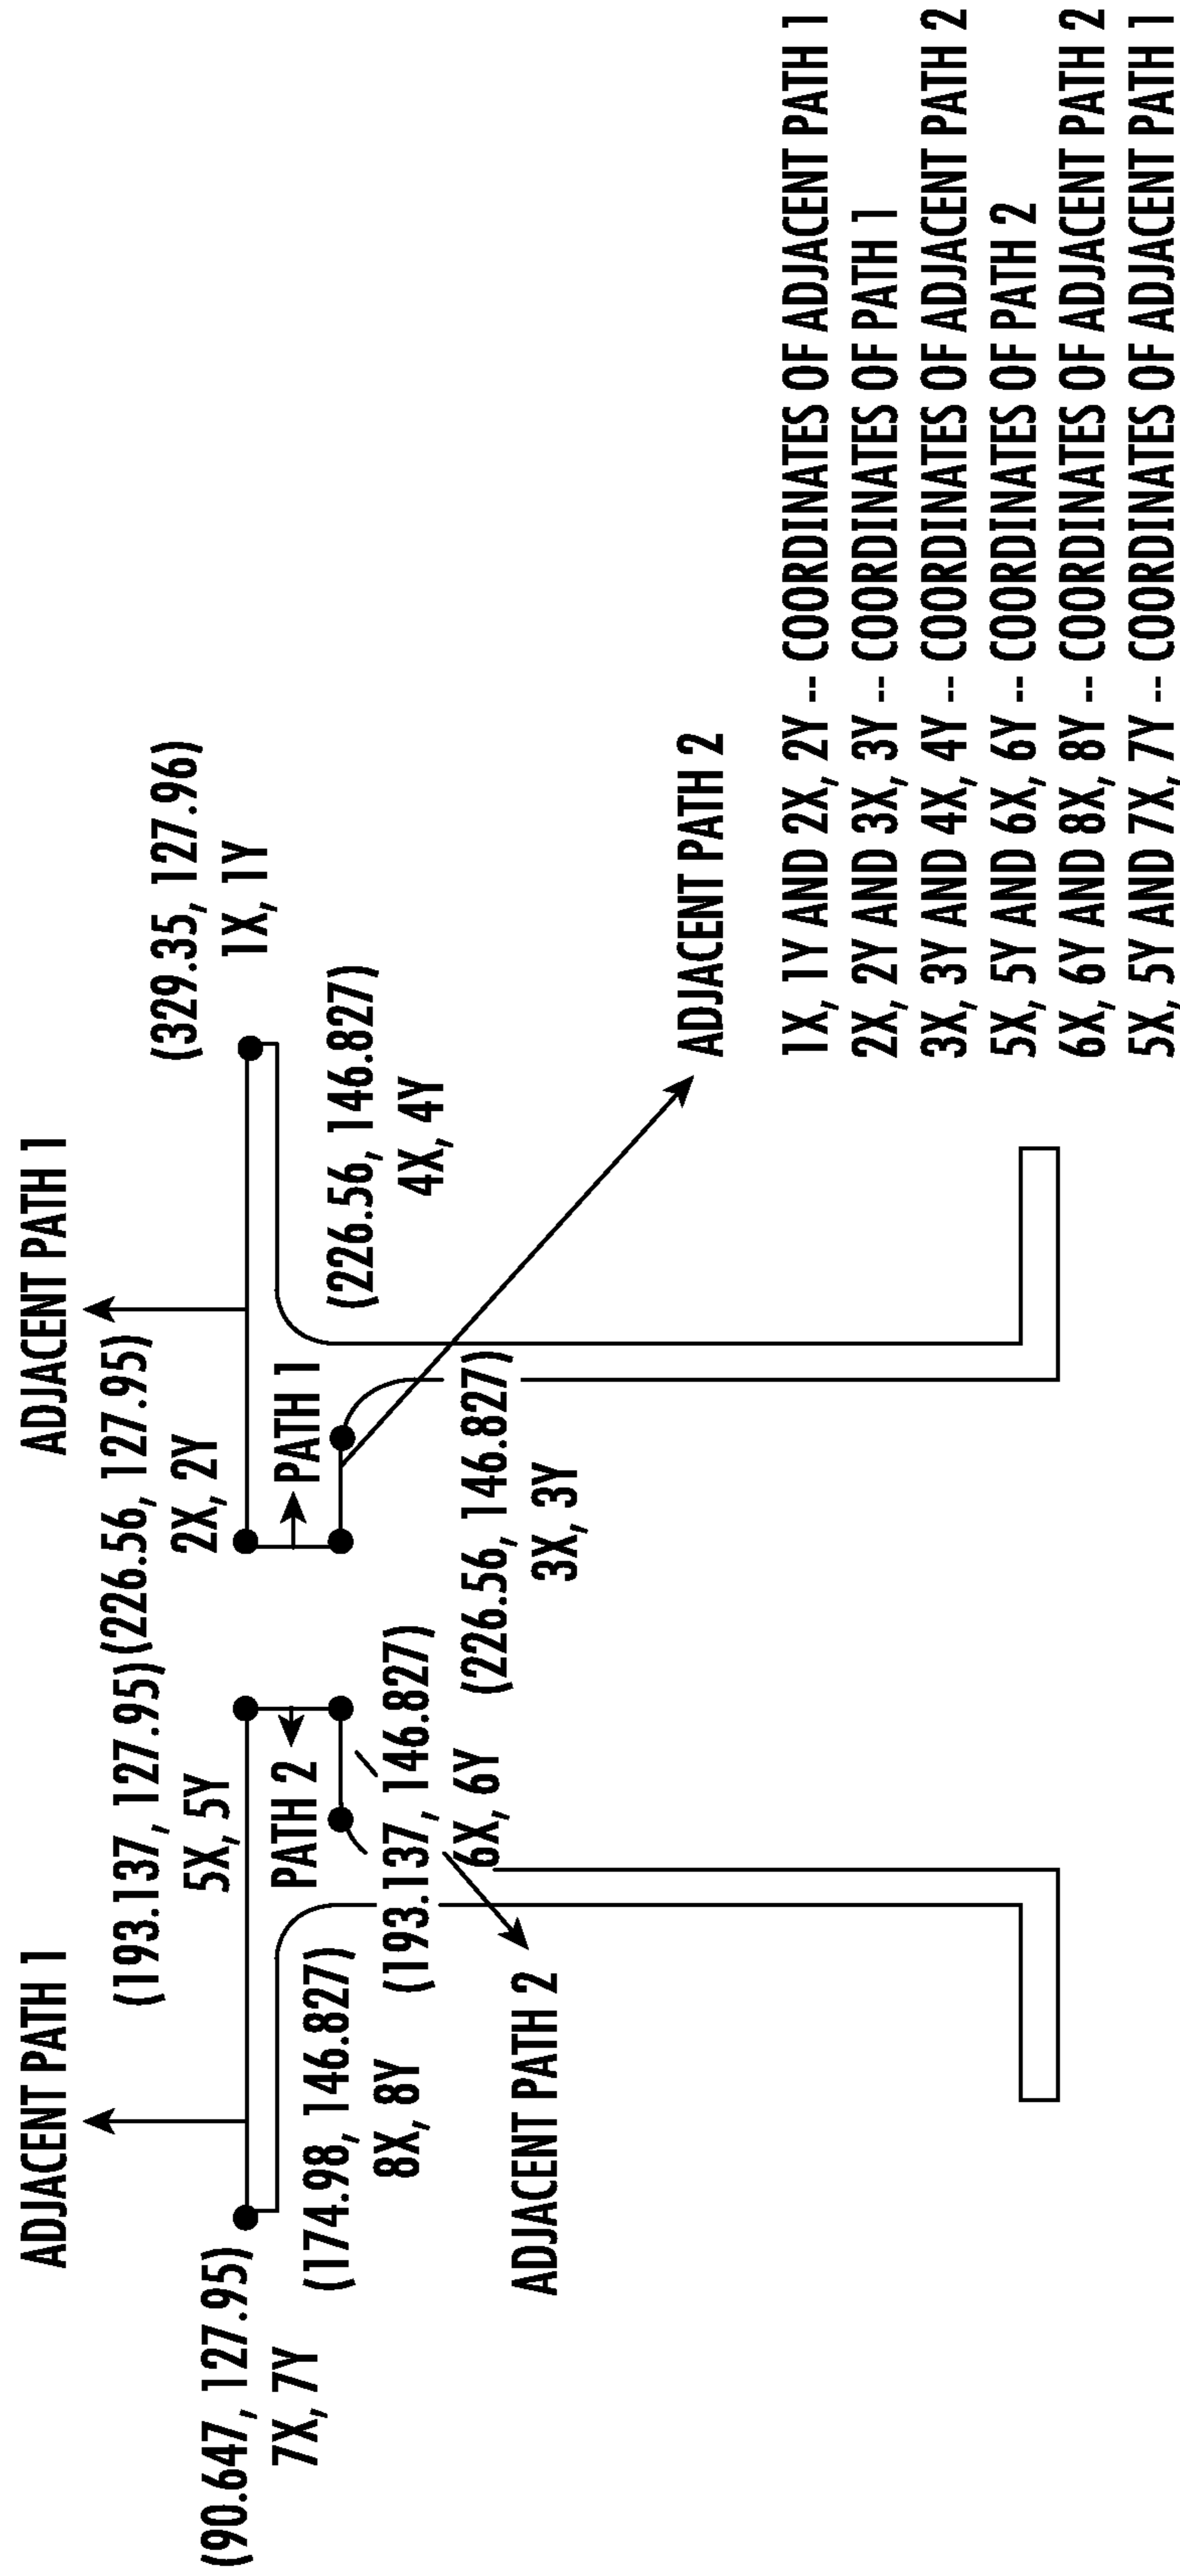 ADJACENT PATH 1
ADJACENT PATH 1
(193.137, 127.95)
5X, 5Y
(226.56, 127.95)
2X, 2Y
(90.647, 127.95)
7X, 7Y
PATH 2
PATH 1
(329.35, 127.96)
1X, 1Y
(174.98, 146.827)
8X, 8Y
(193.137, 146.827)
6X, 6Y
(226.56, 146.827)
3X, 3Y
(226.56, 146.827)
4X, 4Y
ADJACENT PATH 2
ADJACENT PATH 2
1X, 1Y AND 2X, 2Y -- COORDINATES OF ADJACENT PATH 1
2X, 2Y AND 3X, 3Y -- COORDINATES OF PATH 1
3X, 3Y AND 4X, 4Y -- COORDINATES OF ADJACENT PATH 2
5X, 5Y AND 6X, 6Y -- COORDINATES OF PATH 2
6X, 6Y AND 8X, 8Y -- COORDINATES OF ADJACENT PATH 2
5X, 5Y AND 7X, 7Y -- COORDINATES OF ADJACENT PATH 1